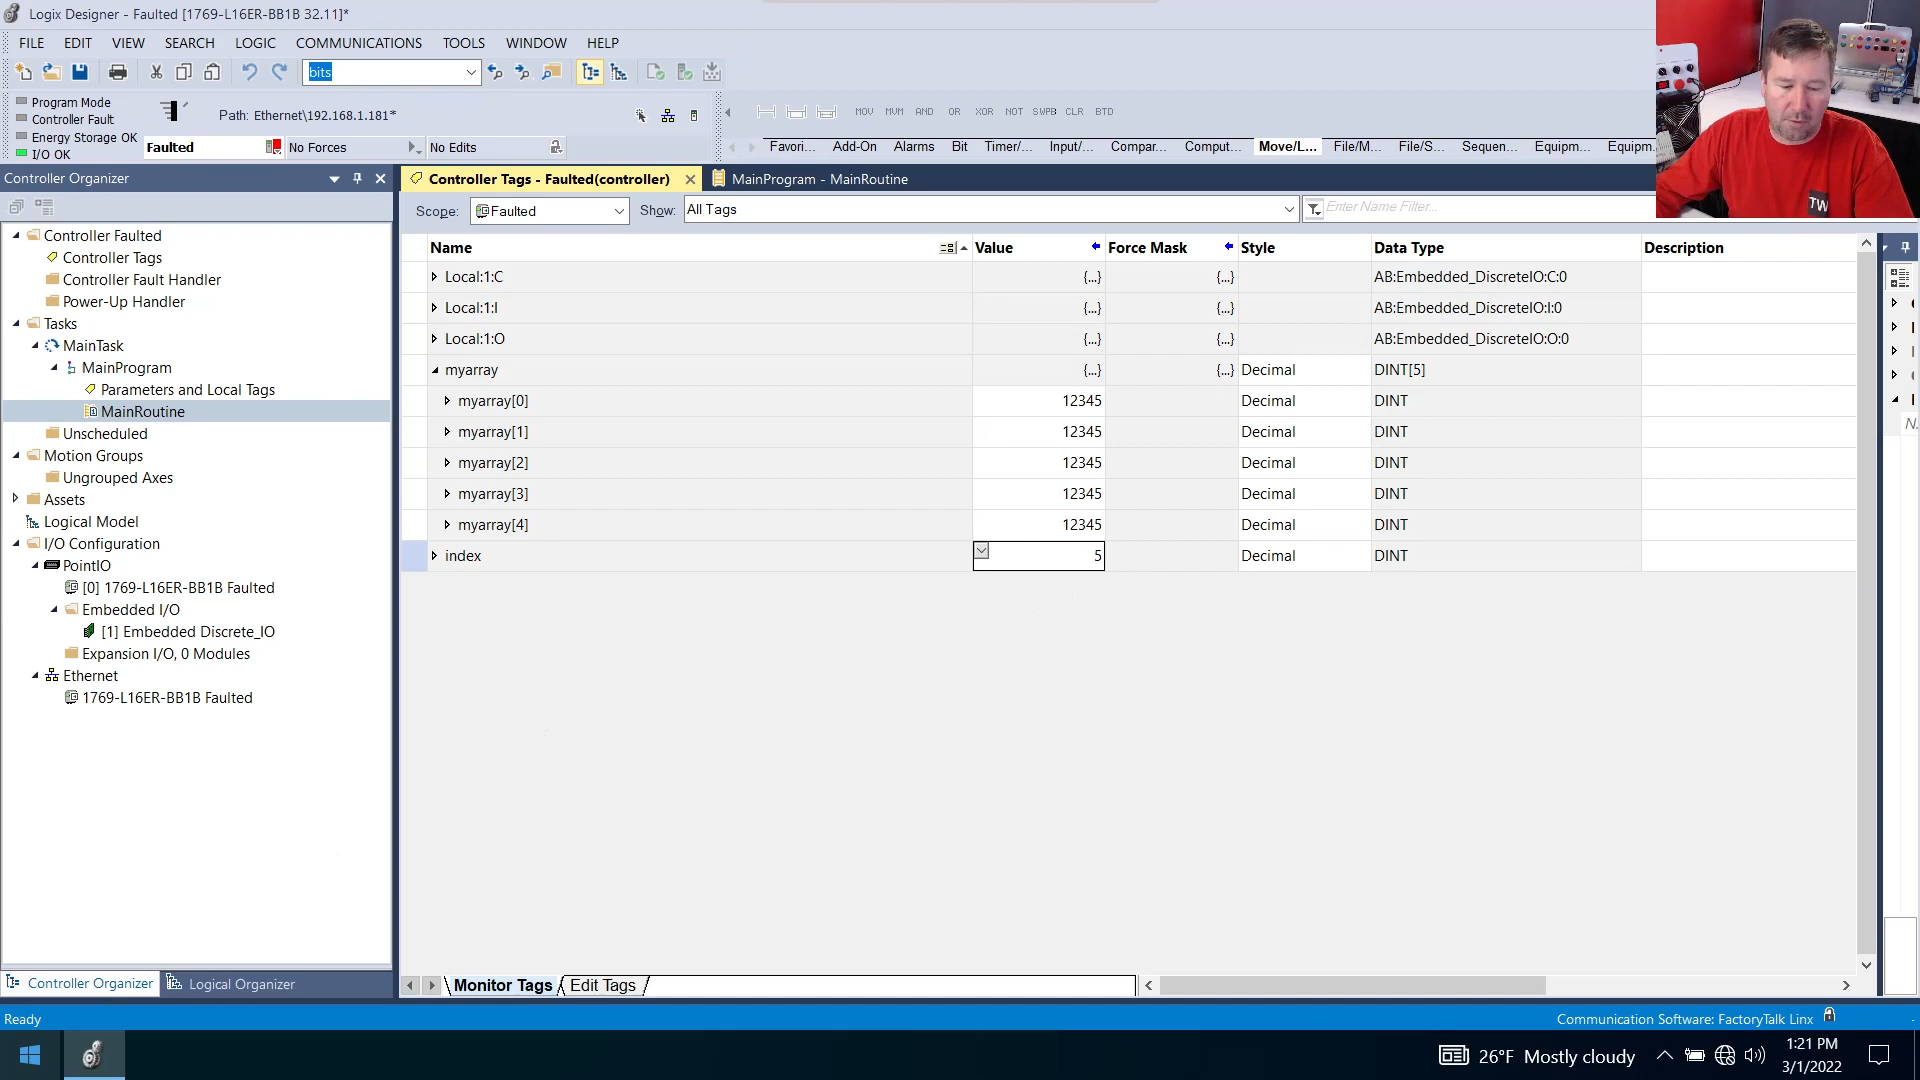 Logix Designer - Faulted [1769-L16ER-BB1B 32.11]*
FILE EDIT VIEW SEARCH LOGIC COMMUNICATIONS TOOLS WINDOW HELP
bits
Program Mode
Controller Fault
Energy Storage OK
I/O OK
Path: Ethernet\192.168.1.181*
Faulted
No Forces
No Edits
MOV MVM AND OR XOR NOT SWPB CLR BTD
Favori... Add-On Alarms Bit Timer/... Input/... Compar... Comput... Move/L... File/M... File/S... Sequen... Equipm... Equipm
TW
Controller Organizer
Controller Faulted
Controller Tags
Controller Fault Handler
Power-Up Handler
Tasks
MainTask
MainProgram
Parameters and Local Tags
MainRoutine
Unscheduled
Motion Groups
Ungrouped Axes
Assets
Logical Model
I/O Configuration
PointIO
[0] 1769-L16ER-BB1B Faulted
Embedded I/O
[1] Embedded Discrete_IO
Expansion I/O, 0 Modules
Ethernet
1769-L16ER-BB1B Faulted
Controller Organizer
Logical Organizer
Controller Tags - Faulted(controller)
MainProgram - MainRoutine
Scope: Faulted Show: All Tags Enter Name Filter...
Name Value Force Mask Style Data Type Description
Local:1:C {...} {...} AB:Embedded_DiscreteIO:C:0
Local:1:I {...} {...} AB:Embedded_DiscreteIO:I:0
Local:1:O {...} {...} AB:Embedded_DiscreteIO:O:0
myarray {...} {...} Decimal DINT[5]
myarray[0] 12345 Decimal DINT
myarray[1] 12345 Decimal DINT
myarray[2] 12345 Decimal DINT
myarray[3] 12345 Decimal DINT
myarray[4] 12345 Decimal DINT
index 5 Decimal DINT
Monitor Tags
Edit Tags
Ready
Communication Software: FactoryTalk Linx
26°F Mostly cloudy
1:21 PM
3/1/2022